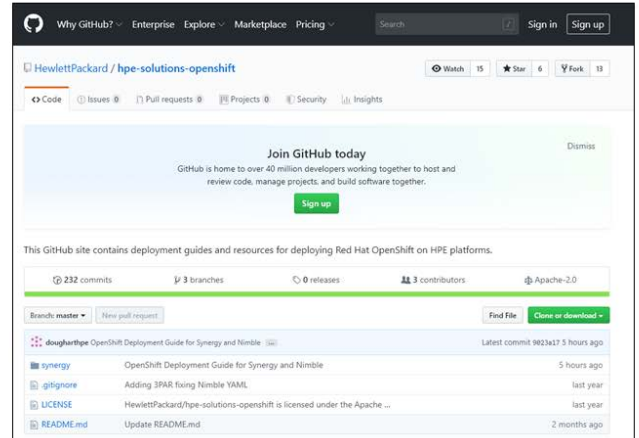 Why GitHub? Enterprise Explore Marketplace Pricing Search / Sign in Sign up
HewlettPackard / hpe-solutions-openshift Watch 15 Star 6 Fork 13
Code Issues 0 Pull requests 0 Projects 0 Security Insights
Dismiss
Join GitHub today
GitHub is home to over 40 million developers working together to host and
review code, manage projects, and build software together.
Sign up
This GitHub site contains deployment guides and resources for deploying Red Hat OpenShift on HPE platforms.
232 commits 3 branches 0 releases 3 contributors Apache-2.0
Branch: master New pull request Find File Clone or download
dougharthpe OpenShift Deployment Guide for Synergy and Nimble ... Latest commit 9023a17 5 hours ago
synergy OpenShift Deployment Guide for Synergy and Nimble 5 hours ago
.gitignore Adding 3PAR fixing Nimble YAML last year
LICENSE HewlettPackard/hpe-solutions-openshift is licensed under the Apache ... last year
README.md Update README.md 2 months ago